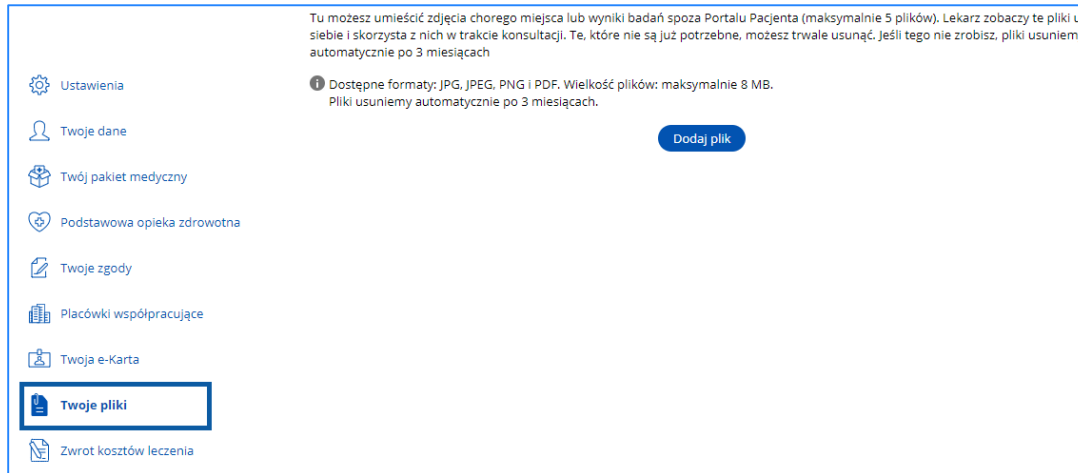 Tu możesz umieścić zdjęcia chorego miejsca lub wyniki badań spoza Portalu Pacjenta (maksymalnie 5 plików). Lekarz zobaczy te pliki u
siebie i skorzysta z nich w trakcie konsultacji. Te, które nie są już potrzebne, możesz trwale usunąć. Jeśli tego nie zrobisz, pliki usuniem
automatycznie po 3 miesiącach
Dostępne formaty: JPG, JPEG, PNG i PDF. Wielkość plików: maksymalnie 8 MB.
Pliki usuniemy automatycznie po 3 miesiącach.
Dodaj plik
Ustawienia
Twoje dane
Twój pakiet medyczny
Podstawowa opieka zdrowotna
Twoje zgody
Placówki współpracujące
Twoja e-Karta
Twoje pliki
Zwrot kosztów leczenia